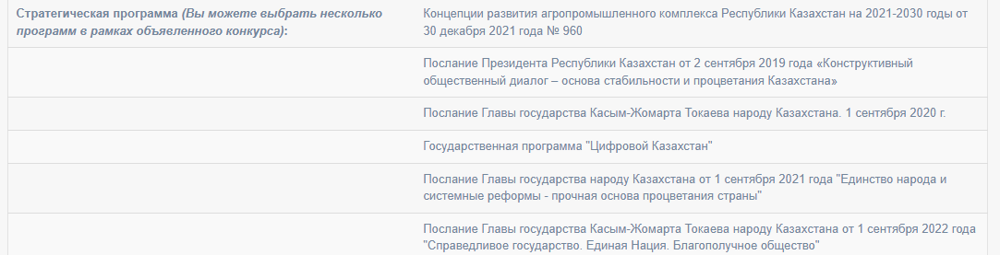 Стратегическая программа (Вы можете выбрать несколько
программ в рамках объявленного конкурса):
Концепции развития агропромышленного комплекса Республики Казахстан на 2021-2030 годы от
30 декабря 2021 года № 960
Послание Президента Республики Казахстан от 2 сентября 2019 года «Конструктивный
общественный диалог – основа стабильности и процветания Казахстана»
Послание Главы государства Касым-Жомарта Токаева народу Казахстана. 1 сентября 2020 г.
Государственная программа "Цифровой Казахстан"
Послание Главы государства народу Казахстана от 1 сентября 2021 года "Единство народа и
системные реформы - прочная основа процветания страны"
Послание Главы государства Касым-Жомарта Токаева народу Казахстана от 1 сентября 2022 года
"Справедливое государство. Единая Нация. Благополучное общество"